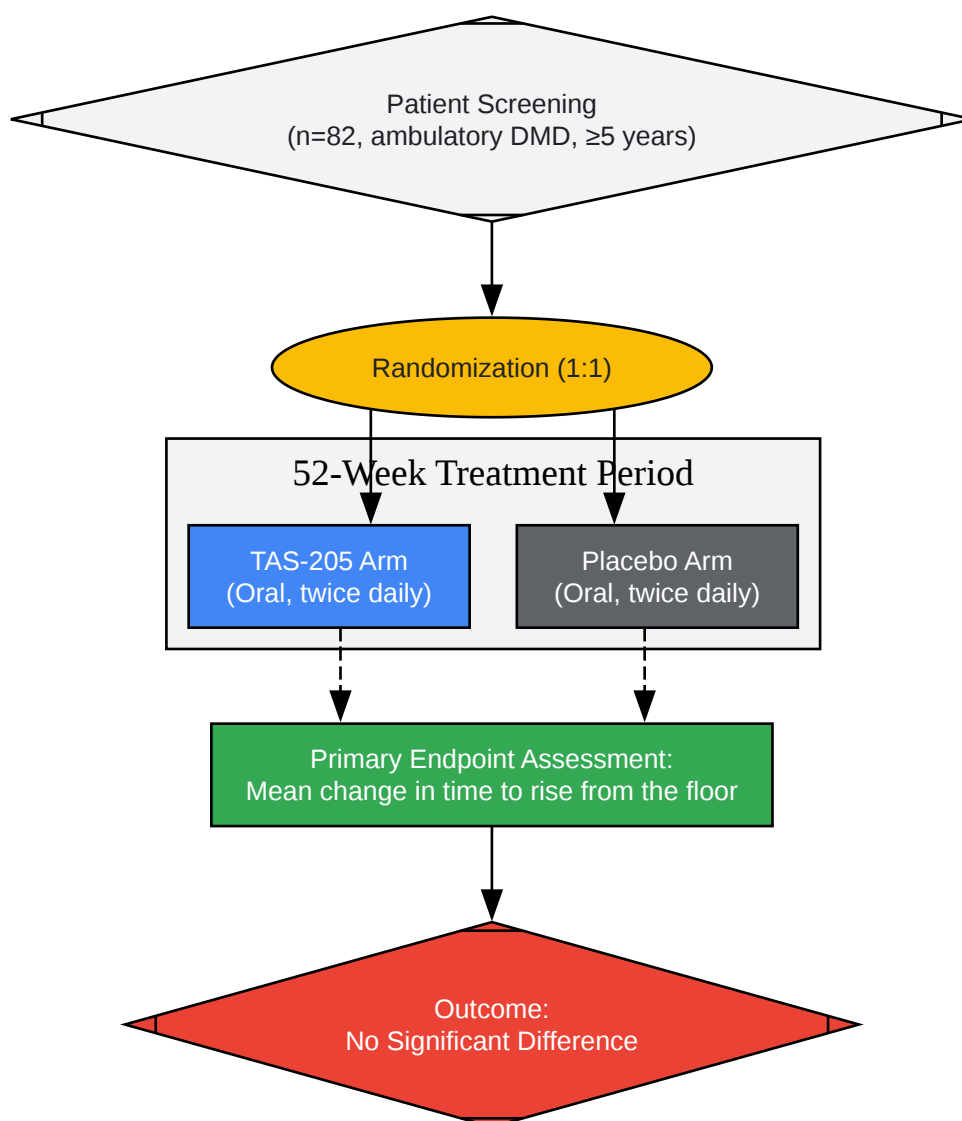 Patient Screening
(n=82, ambulatory DMD, ≥5 years)
Randomization (1:1)
52-Week Treatment Period
TAS-205 Arm
(Oral, twice daily)
Placebo Arm
(Oral, twice daily)
Primary Endpoint Assessment:
Mean change in time to rise from the floor
Outcome:
No Significant Difference